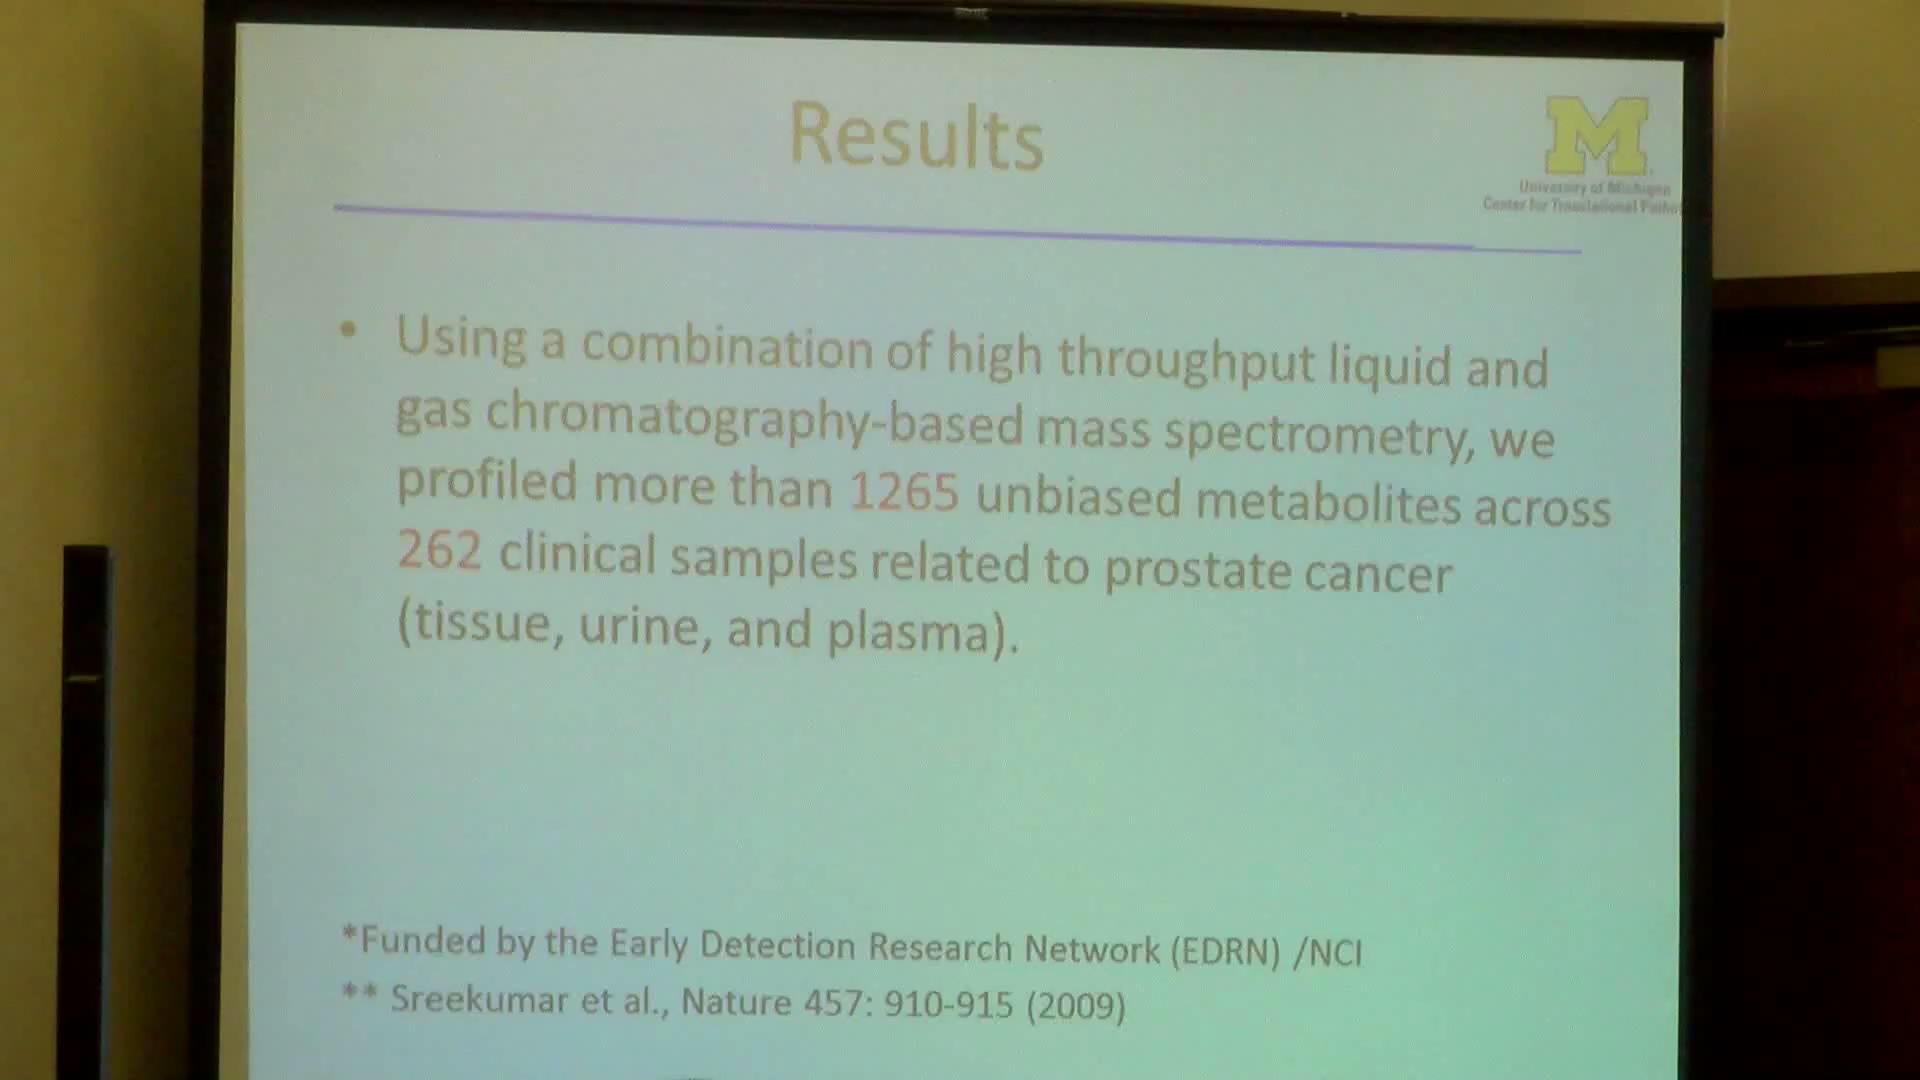 Results
M
University of Michigan
Center for Translational Patho
• Using a combination of high throughput liquid and
gas chromatography-based mass spectrometry, we
profiled more than 1265 unbiased metabolites across
262 clinical samples related to prostate cancer
(tissue, urine, and plasma).
*Funded by the Early Detection Research Network (EDRN) /NCI
** Sreekumar et al., Nature 457: 910-915 (2009)